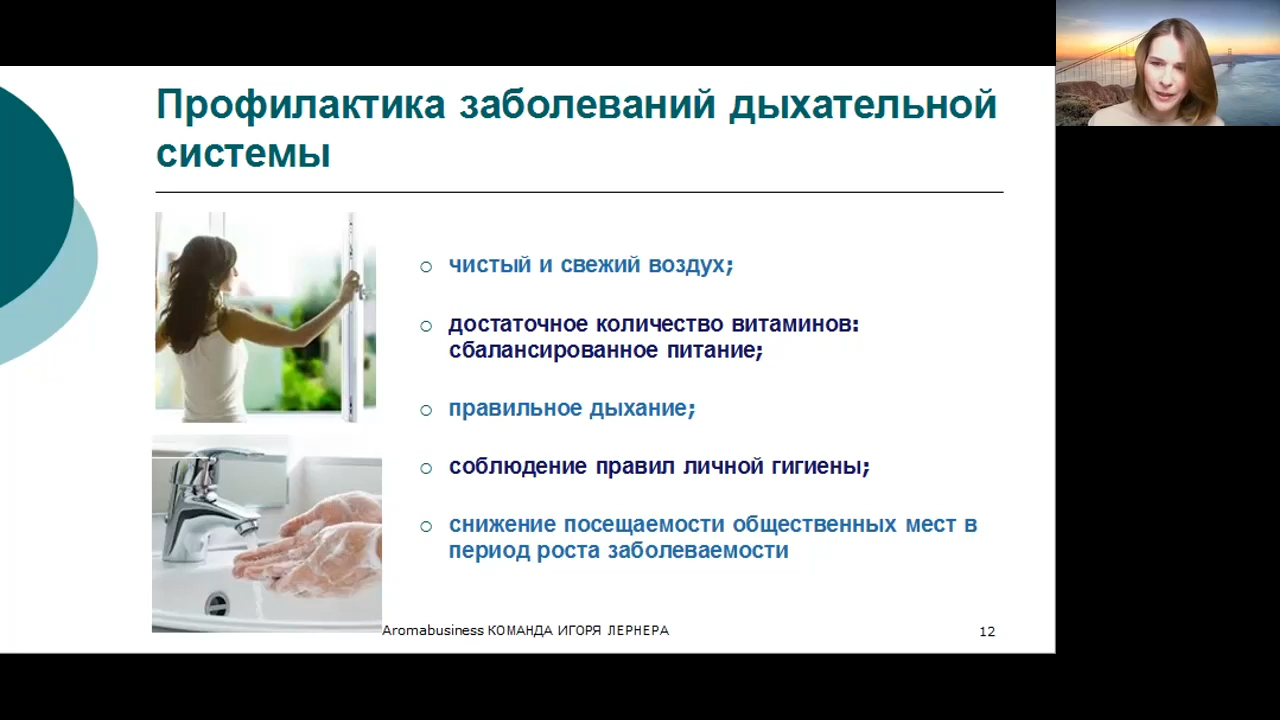 Профилактика заболеваний дыхательной
системы
чистый и свежий воздух;
достаточное количество витаминов:
сбалансированное питание;
правильное дыхание;
соблюдение правил личной гигиены;
снижение посещаемости общественных мест в
период роста заболеваемости
Aromabusiness КОМАНДА ИГОРЯ ЛЕРНЕРА
12